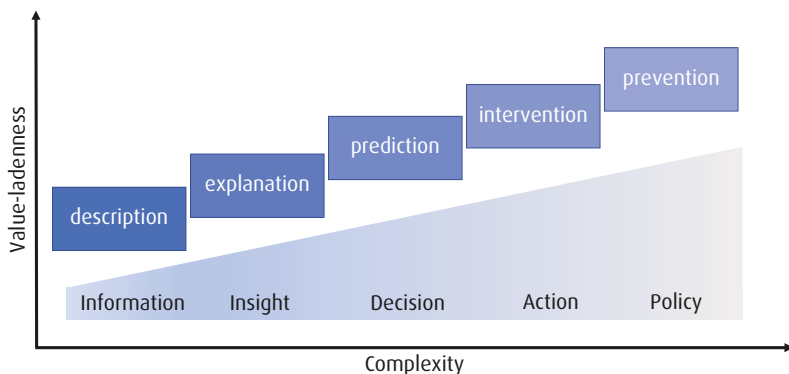 Value-ladenness
prevention
intervention
prediction
explanation
description
Information Insight Decision Action Policy
Complexity